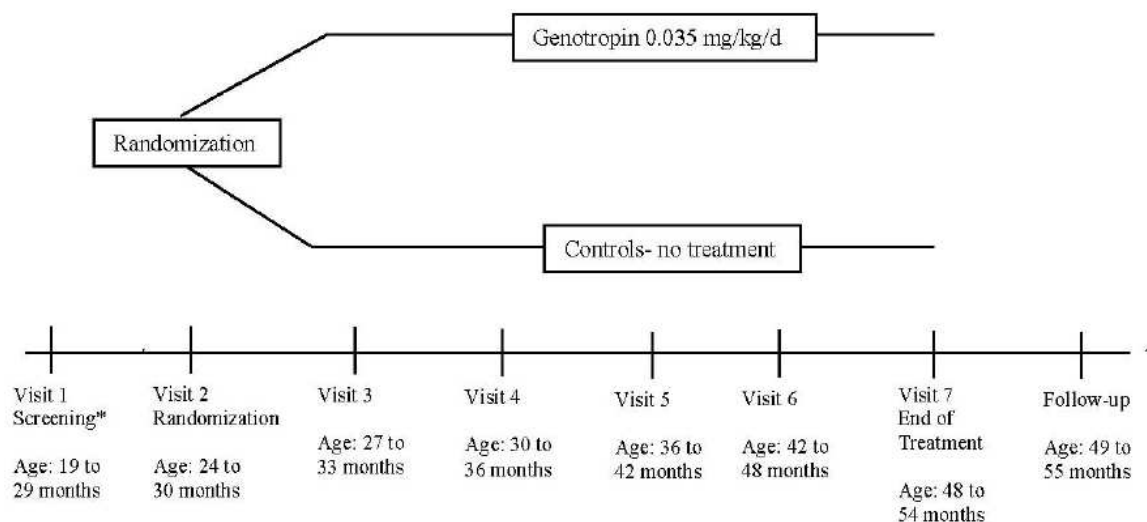 Genotropin 0.035 mg/kg/d
Randomization
Controls- no treatment
Visit 1
Screening*
Age: 19 to
29 months
Visit 2
Randomization
Age: 24 to
30 months
Visit 3
Age: 27 to
33 months
Visit 4
Age: 30 to
36 months
Visit 5
Age: 36 to
42 months
Visit 6
Age: 42 to
48 months
Visit 7
End of
Treatment
Age: 48 to
54 months
Follow-up
Age: 49 to
55 months